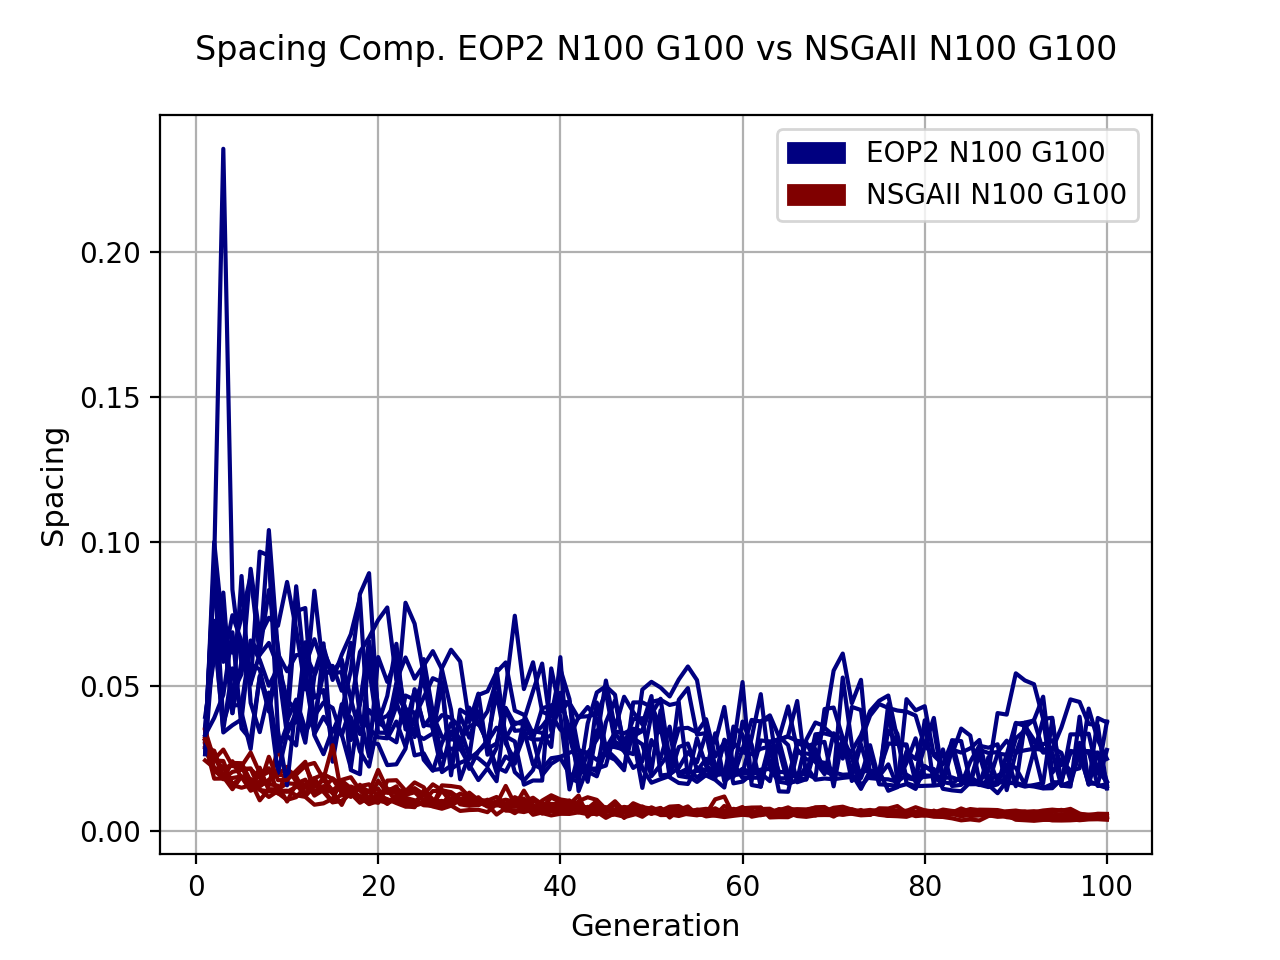 Spacing Comp. EOP2 N100 G100 vs NSGAII N100 G100
EOP2 N100 G100
NSGAII N100 G100
0.20
0.15
0.10
0.05
0.00
Spacing
0 20 40 60 80 100
Generation